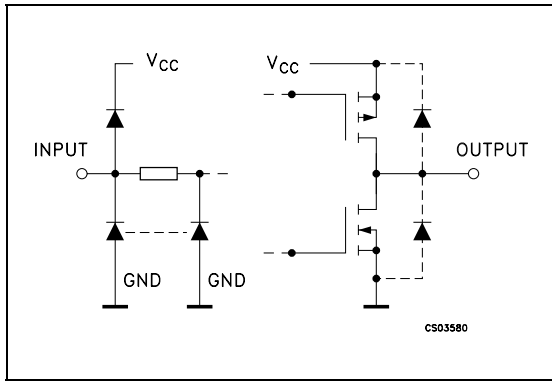 VCC
VCC
INPUT
OUTPUT
GND
GND
CS03580